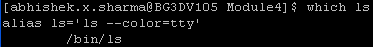 [abhishek.x.sharma@BG3DV105 Module4]$ which ls
alias ls='ls --color=tty'
/bin/ls